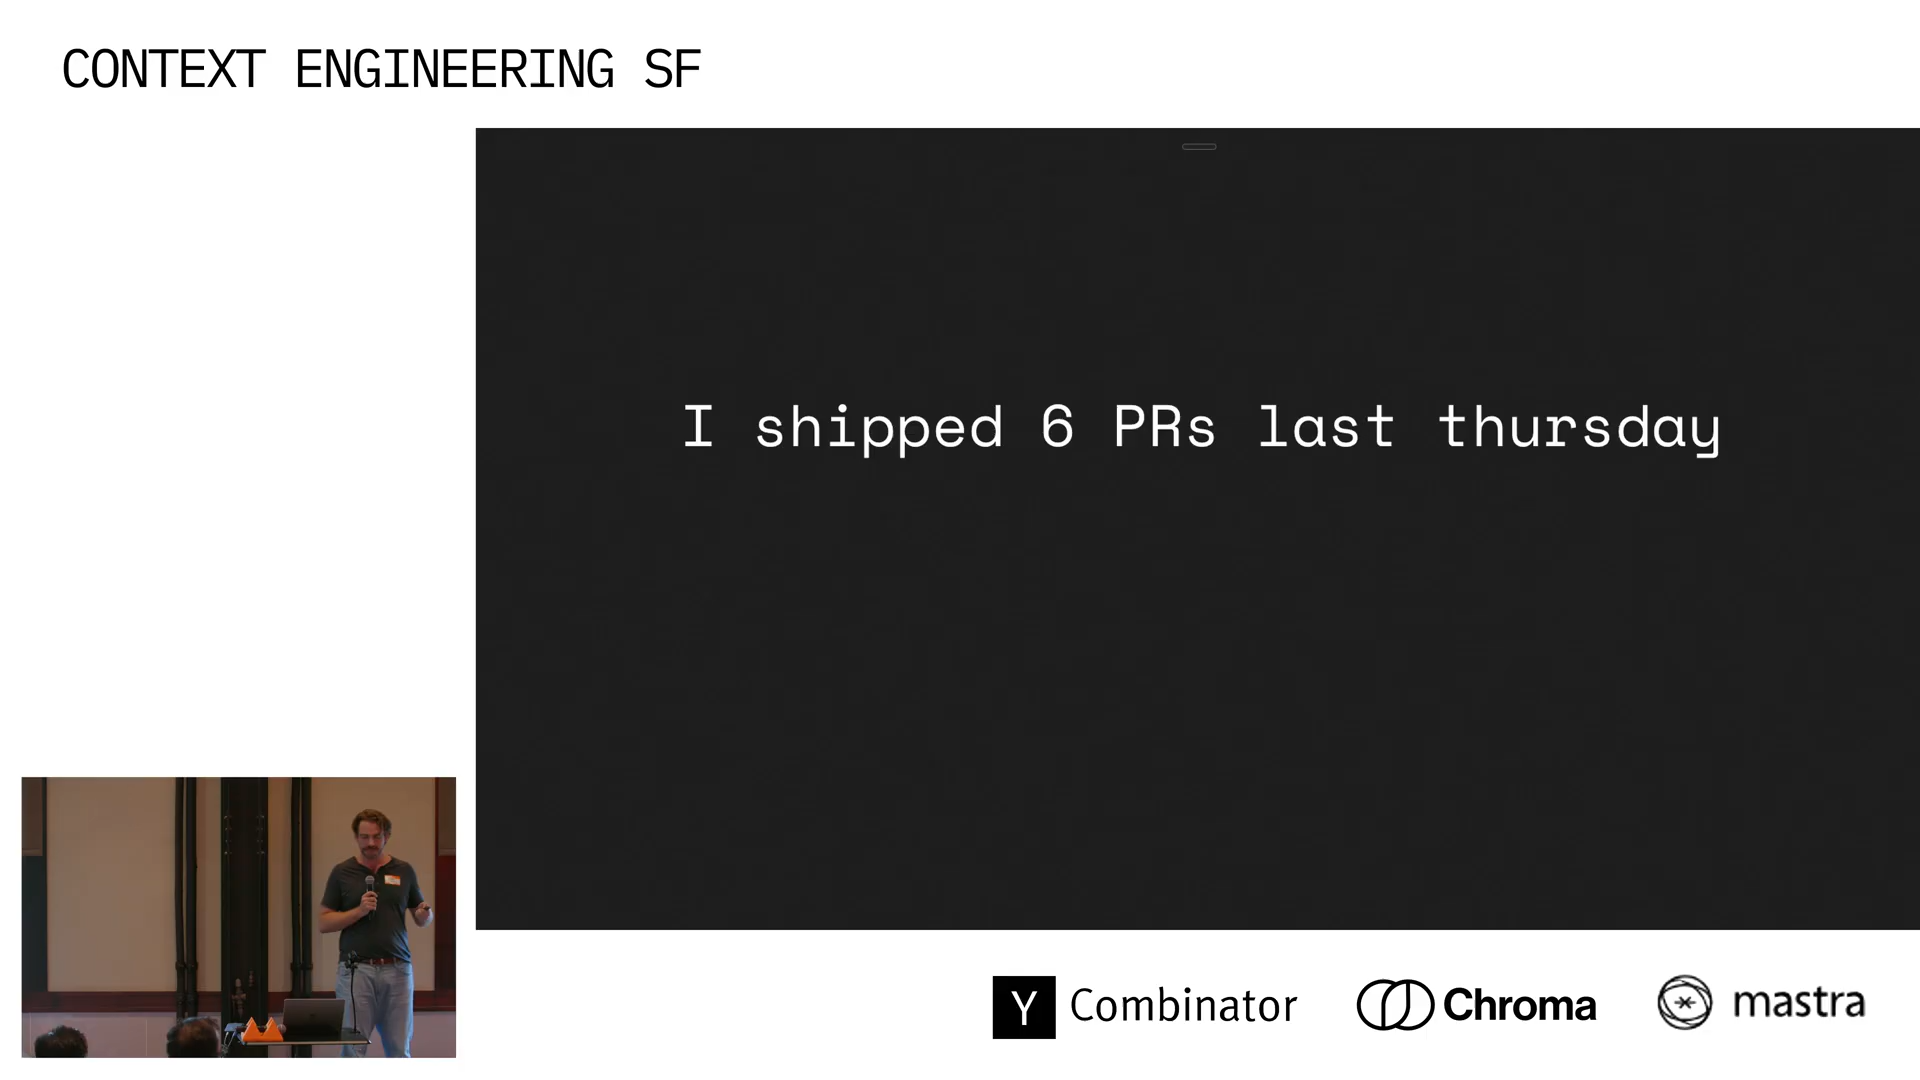 CONTEXT ENGINEERING SF
I shipped 6 PRs last thursday
Y Combinator
Chroma
mastra